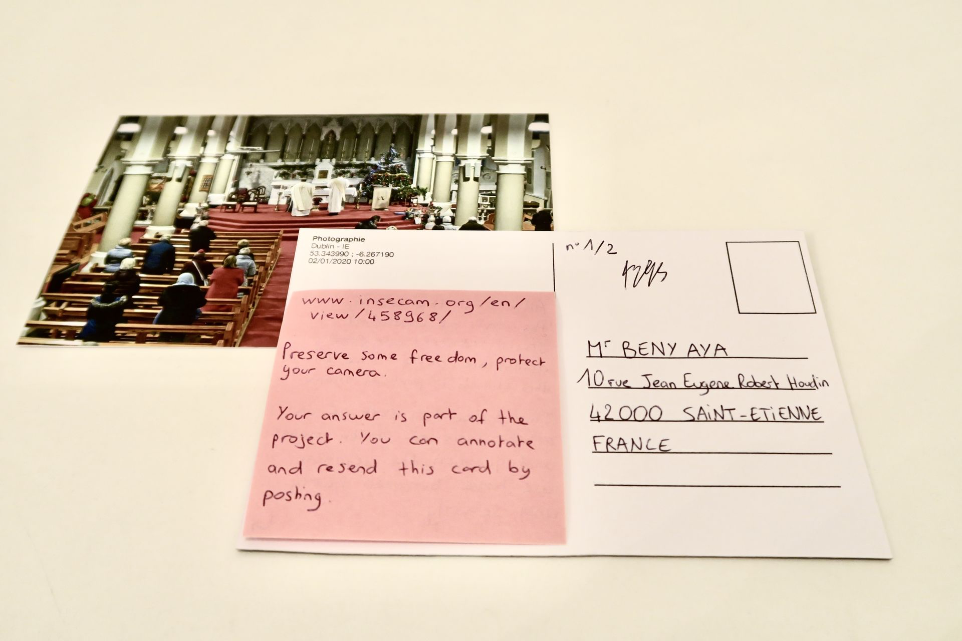 Photographie
Dublin - IE
53.343990 ; -6.267190
02/01/2020 10:00
www.insecam.org/en/
view/458968/
Preserve some freedom, protect
your camera.
Your answer is part of the
project. You can annotate
and resend this card by
posting.
n° 1/2
Mr BENY AYA
10 rue Jean Eugene Robert Houdin
42000 SAiNT-ETiENNE
FRANCE